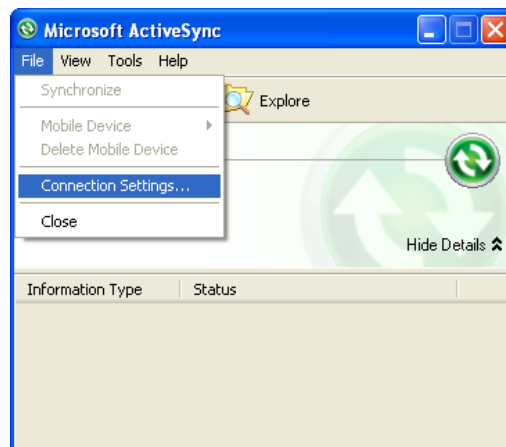 Microsoft ActiveSync
File View Tools Help
Synchronize
Explore
Mobile Device
Delete Mobile Device
Connection Settings...
Close
Hide Details
Information Type Status